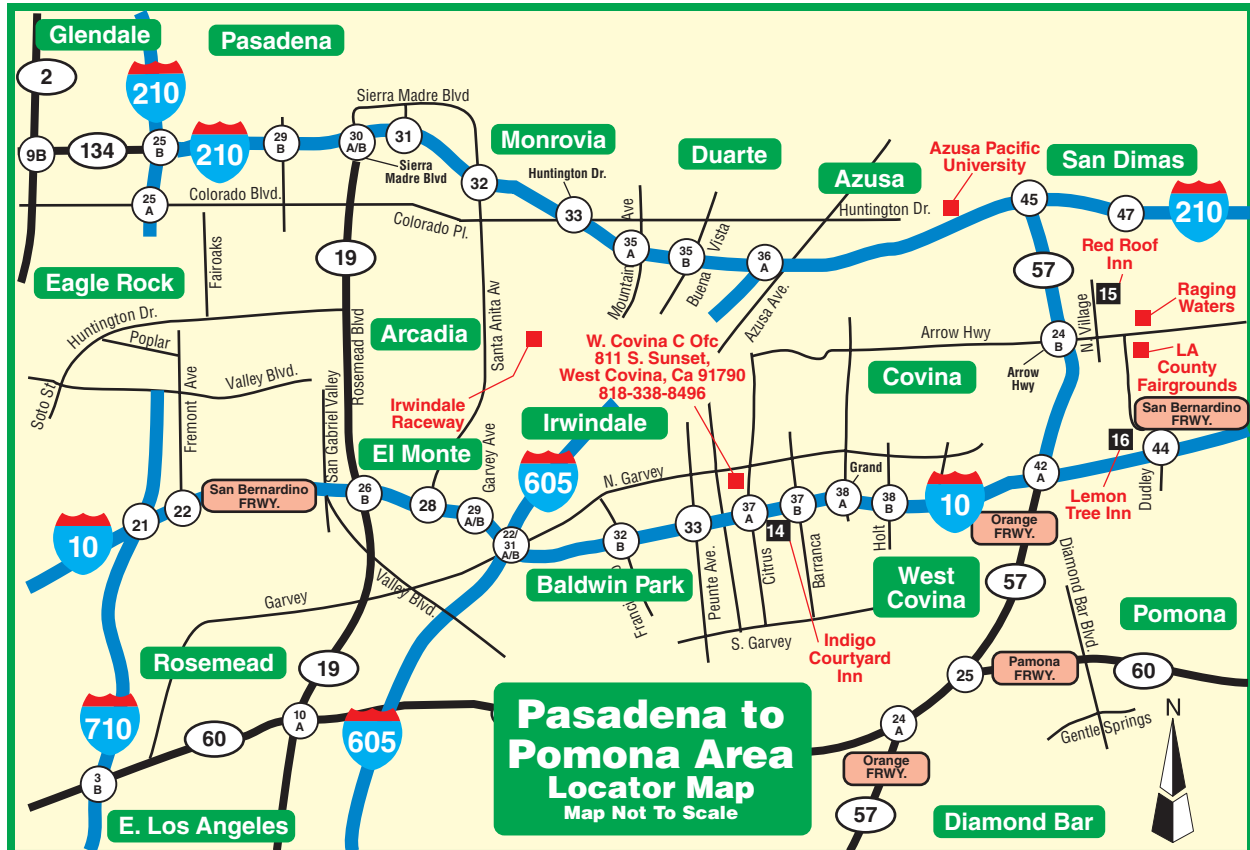 Glendale
Pasadena
2
210
Sierra Madre Blvd
9B
134
25
B
210
29
B
30
A/B
31
Sierra
Madre Blvd
Monrovia
Duarte
Azusa Pacific
University
San Dimas
25
A
Colorado Blvd.
32
Huntington Dr.
33
Azusa
45
47
210
Colorado Pl.
Huntington Dr.
Mountain
Ave
35
A
35
B
Buena
Vista
36
A
Azusa Ave.
Fairoaks
19
57
Red Roof
Inn
15
Eagle Rock
Raging
Waters
Huntington Dr.
Poplar
Arcadia
Rosemead Blvd
Santa Anita Av
W. Covina C Ofc
811 S. Sunset,
West Covina, Ca 91790
818-338-8496
Arrow Hwy
24
B
N. Village
Arrow
Hwy
LA
County
Fairgrounds
Soto St
Valley Blvd.
Fremont Ave
San Gabriel Valley
Irwindale
Raceway
Irwindale
Covina
San Bernardino
FRWY.
El Monte
Garvey Ave
605
N. Garvey
Grand
16
44
Dudley
Lemon
Tree Inn
42
A
San Bernardino
FRWY.
26
B
28
29
A/B
22/
31
A/B
32
B
33
37
A
37
B
38
A
38
B
10
14
10
21
22
Orange
FRWY.
Peunte Ave.
Citrus
Barranca
Holt
Baldwin Park
West
Covina
57
Diamond Bar Blvd.
Pomona
Garvey
Valley Blvd.
S. Garvey
Indigo
Courtyard
Inn
Rosemead
19
25
Pamona
FRWY.
60
710
60
10
A
605
Pasadena to
Pomona Area
Locator Map
Map Not To Scale
24
A
Gentle Springs
N
3
B
Orange
FRWY.
57
E. Los Angeles
Diamond Bar